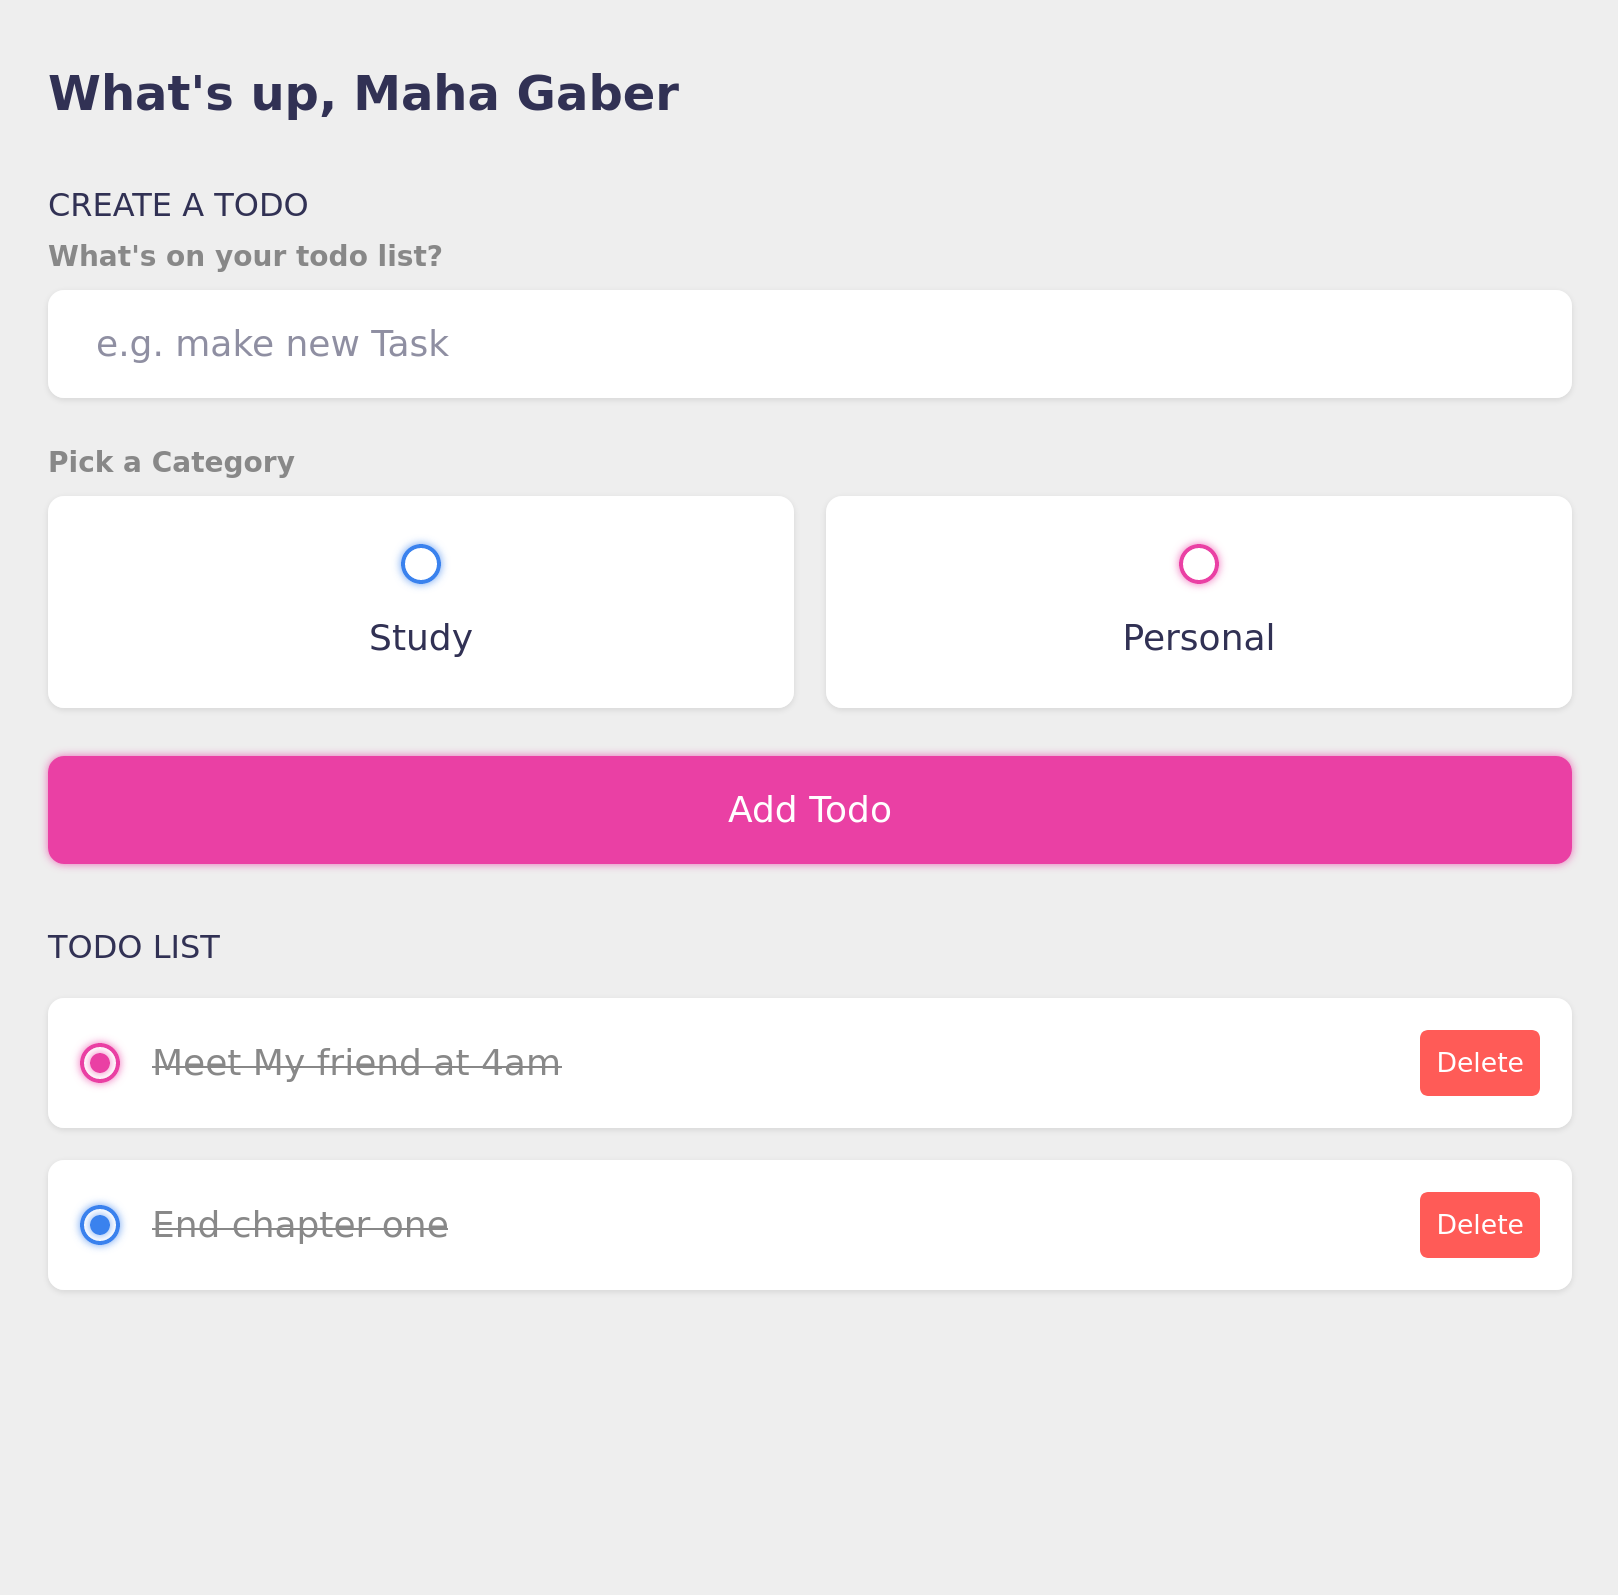 What's up, Maha Gaber
CREATE A TODO
What's on your todo list?
e.g. make new Task
Pick a Category
Study
Personal
Add Todo
TODO LIST
Meet My friend at 4am
Delete
End chapter one
Delete